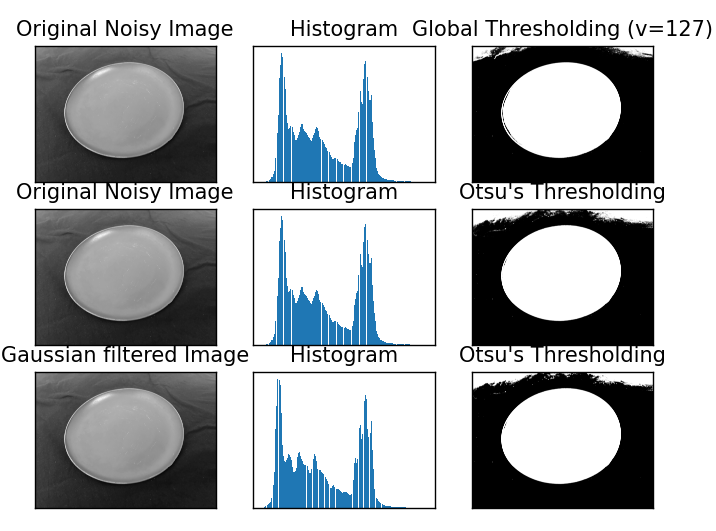 Original Noisy Image
Histogram
Global Thresholding (v=127)
Original Noisy Image
Histogram
Otsu's Thresholding
Gaussian filtered Image
Histogram
Otsu's Thresholding